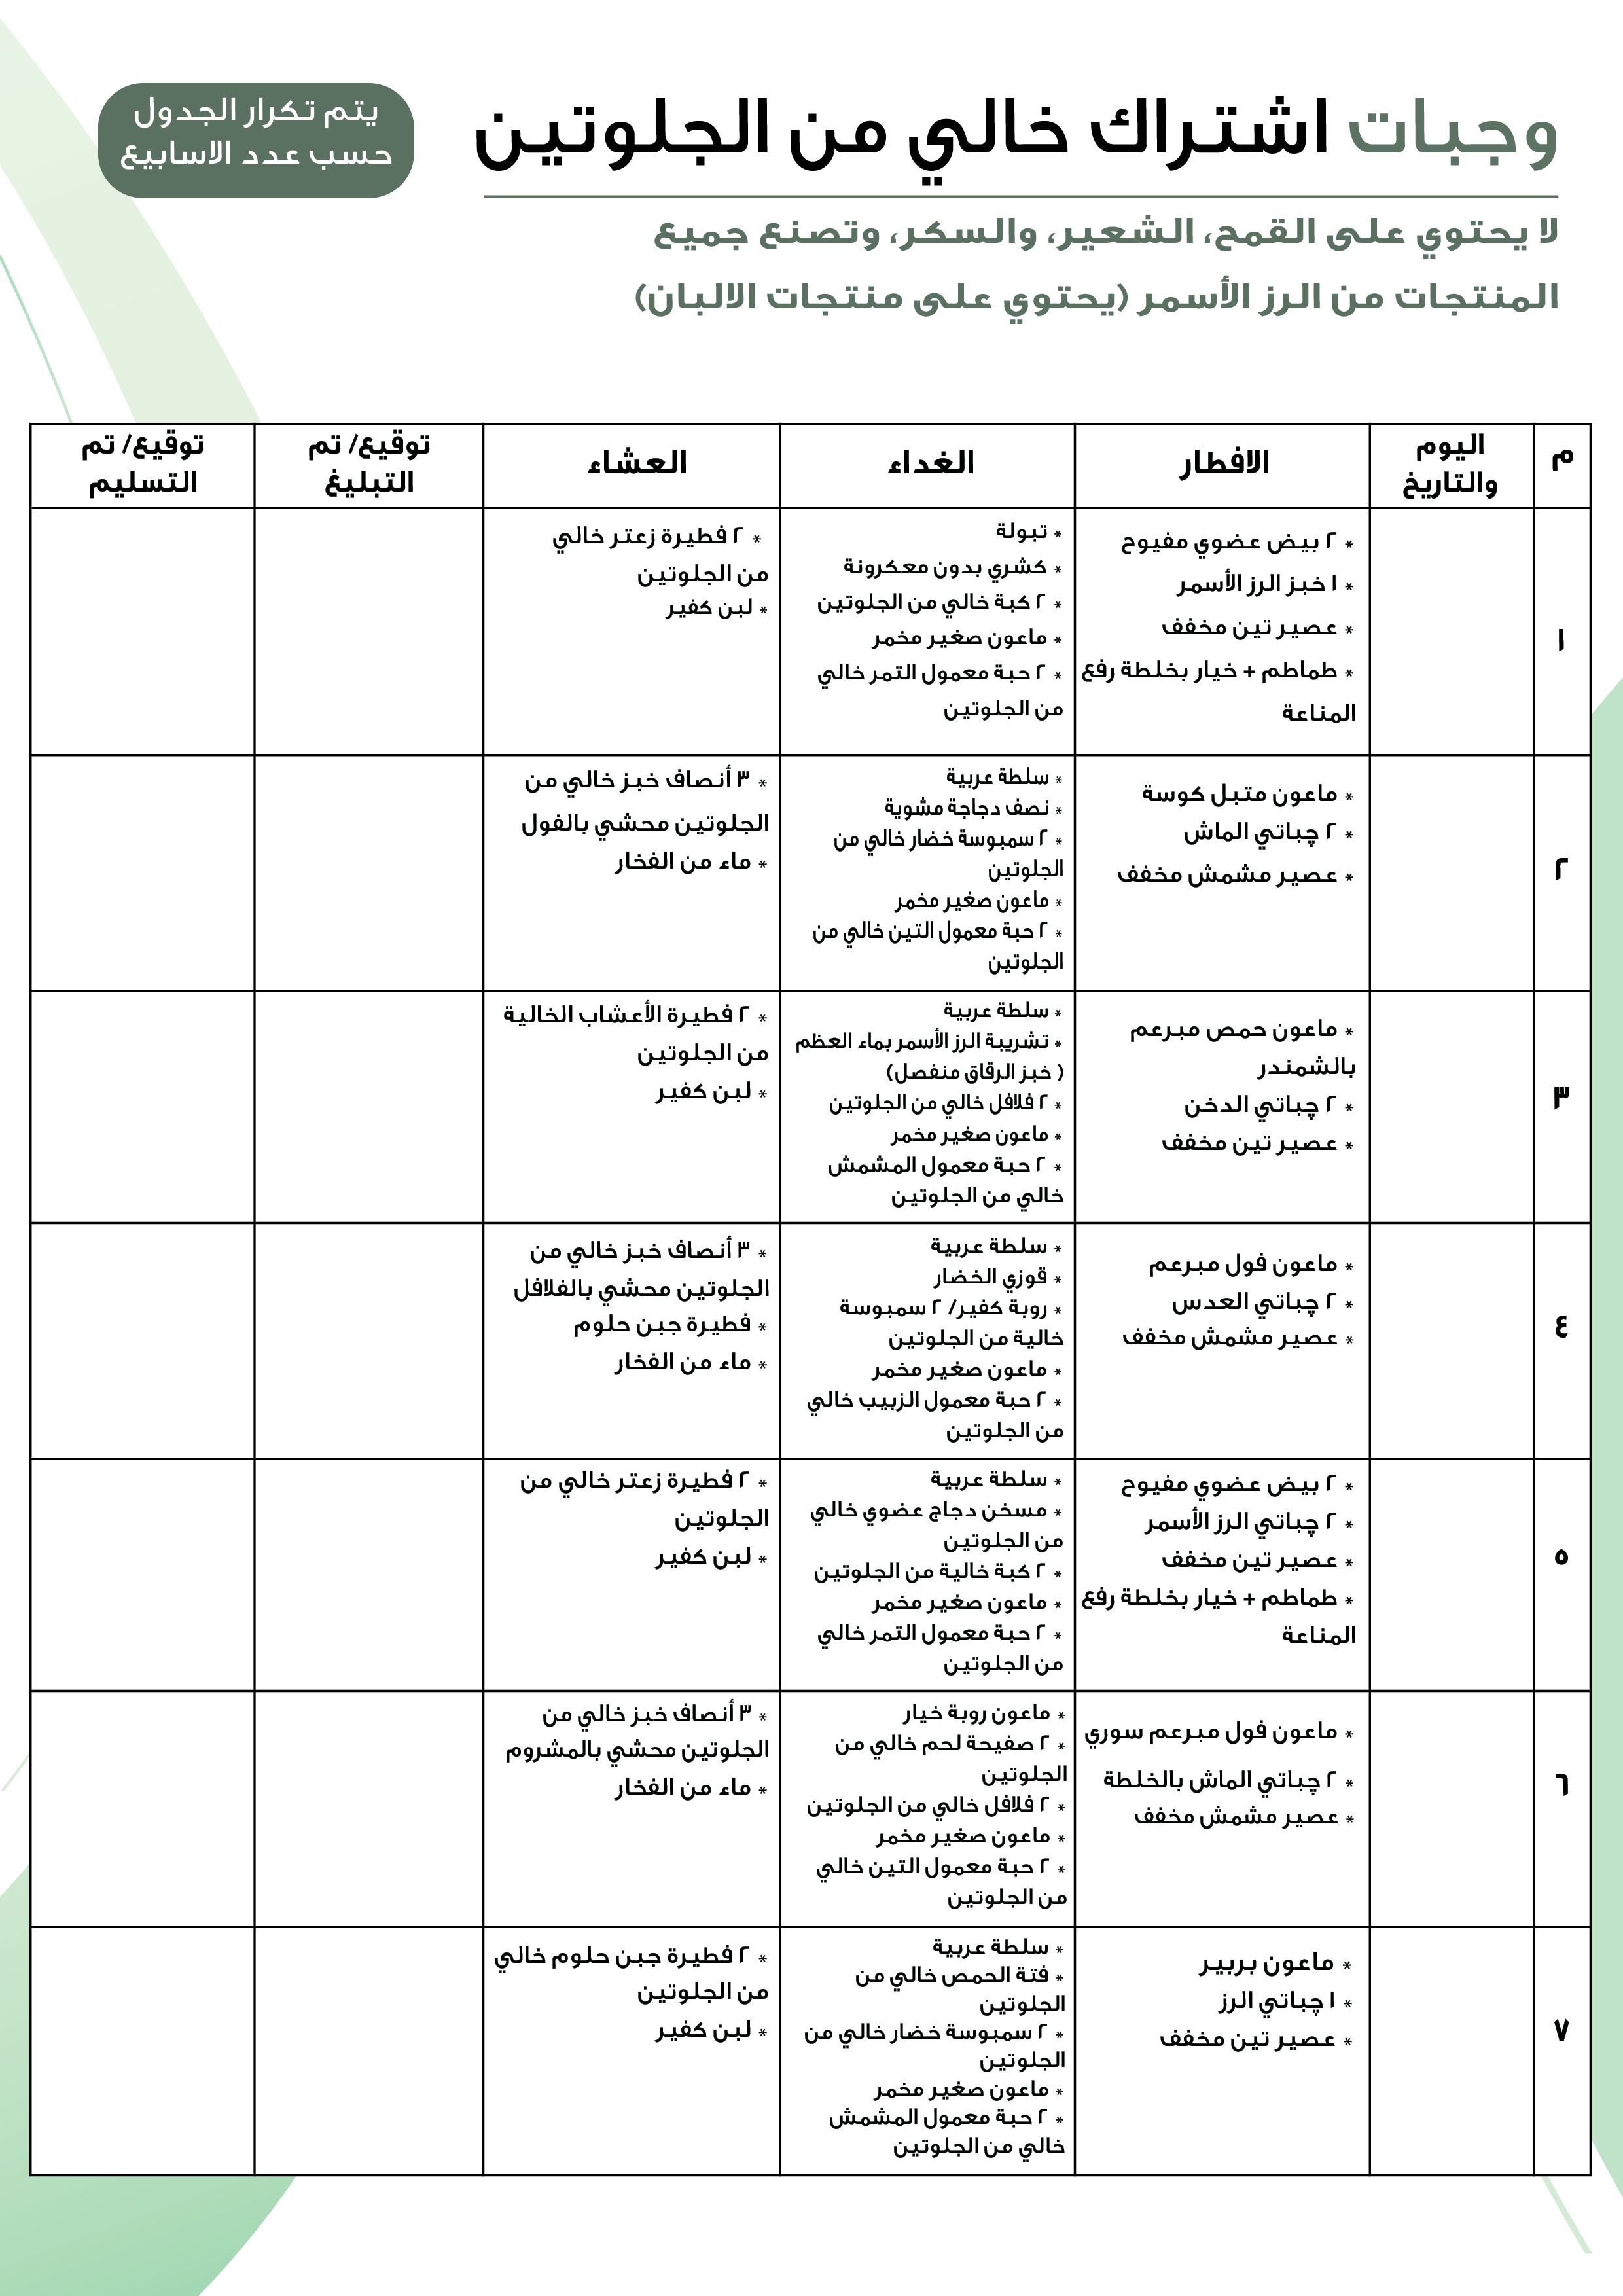 وجبات اشتراك خالي من الجلوتين
يتم تكرار الجدول
حسب عدد الاسابيع
لا يحتوي على القمح، الشعير، والسكر، وتصنع جميع
المنتجات من الرز الأسمر (يحتوي على منتجات الالبان)
م
اليوم
والتاريخ
الافطار
الغداء
العشاء
توقيع/ تم
التبليغ
توقيع/ تم
التسليم
١
* ٢ بيض عضوي مفيوح
* ١ خبز الرز الأسمر
* عصير تين مخفف
* طماطم + خيار بخلطة رفع
المناعة
* تبولة
* كشري بدون معكرونة
* ٢ كبة خالي من الجلوتين
* ماعون صغير مخمر
* ٢ حبة معمول التمر خالي
من الجلوتين
* ٢ فطيرة زعتر خالي
من الجلوتين
* لبن كفير
٢
* ماعون متبل كوسة
* ٢ چباتي الماش
* عصير مشمش مخفف
* سلطة عربية
* نصف دجاجة مشوية
* ٢ سمبوسة خضار خالي من
الجلوتين
* ماعون صغير مخمر
* ٢ حبة معمول التين خالي من
الجلوتين
* ٣ أنصاف خبز خالي من
الجلوتين محشي بالفول
* ماء من الفخار
٣
* ماعون حمص مبرعم
بالشمندر
* ٢ چباتي الدخن
* عصير تين مخفف
* سلطة عربية
* تشريبة الرز الأسمر بماء العظم
( خبز الرقاق منفصل)
* ٢ فلافل خالي من الجلوتين
* ماعون صغير مخمر
* ٢ حبة معمول المشمش
خالي من الجلوتين
* ٢ فطيرة الأعشاب الخالية
من الجلوتين
* لبن كفير
٤
* ماعون فول مبرعم
* ٢ چباتي العدس
* عصير مشمش مخفف
* سلطة عربية
* قوزي الخضار
* روبة كفير/ ٢ سمبوسة
خالية من الجلوتين
* ماعون صغير مخمر
* ٢ حبة معمول الزبيب خالي
من الجلوتين
* ٣ أنصاف خبز خالي من
الجلوتين محشي بالفلافل
* فطيرة جبن حلوم
* ماء من الفخار
٥
* ٢ بيض عضوي مفيوح
* ٢ چباتي الرز الأسمر
* عصير تين مخفف
* طماطم + خيار بخلطة رفع
المناعة
* سلطة عربية
* مسخن دجاج عضوي خالي
من الجلوتين
* ٢ كبة خالية من الجلوتين
* ماعون صغير مخمر
* ٢ حبة معمول التمر خالي
من الجلوتين
* ٢ فطيرة زعتر خالي من
الجلوتين
* لبن كفير
٦
* ماعون فول مبرعم سوري
* ٢ چباتي الماش بالخلطة
* عصير مشمش مخفف
* ماعون روبة خيار
* ٢ صفيحة لحم خالي من
الجلوتين
* ٢ فلافل خالي من الجلوتين
* ماعون صغير مخمر
* ٢ حبة معمول التين خالي
من الجلوتين
* ٣ أنصاف خبز خالي من
الجلوتين محشي بالمشروم
* ماء من الفخار
٧
* ماعون بربير
* ١ چباتي الرز
* عصير تين مخفف
* سلطة عربية
* فتة الحمص خالي من
الجلوتين
* ٢ سمبوسة خضار خالي من
الجلوتين
* ماعون صغير مخمر
* ٢ حبة معمول المشمش
خالي من الجلوتين
* ٢ فطيرة جبن حلوم خالي
من الجلوتين
* لبن كفير